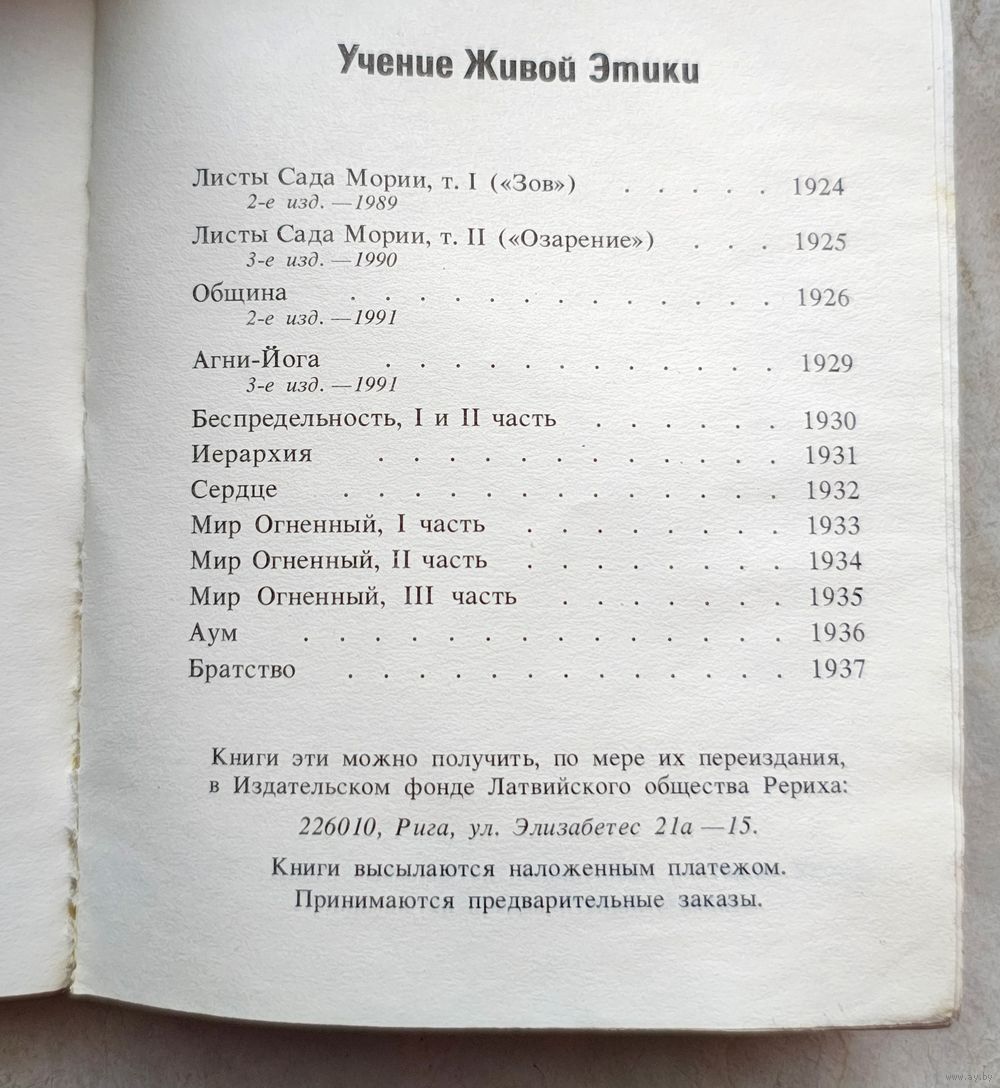 Учение Живой Этики
Листы Сада Мории, т. I («Зов») . . . . . 1924
2-е изд. —1989
Листы Сада Мории, т. II («Озарение») . . . 1925
3-е изд. —1990
Община . . . . . . . . . . . . . 1926
2-е изд. —1991
Агни-Йога . . . . . . . . . . . . 1929
3-е изд. —1991
Беспредельность, I и II часть . . . . . . 1930
Иерархия . . . . . . . . . . . . 1931
Сердце . . . . . . . . . . . . . 1932
Мир Огненный, I часть . . . . . . . . 1933
Мир Огненный, II часть . . . . . . . . 1934
Мир Огненный, III часть . . . . . . . 1935
Аум . . . . . . . . . . . . . . 1936
Братство . . . . . . . . . . . . . 1937
Книги эти можно получить, по мере их переиздания,
в Издательском фонде Латвийского общества Рериха:
226010, Рига, ул. Элизабетес 21а —15.
Книги высылаются наложенным платежом.
Принимаются предварительные заказы.
www.ay.by